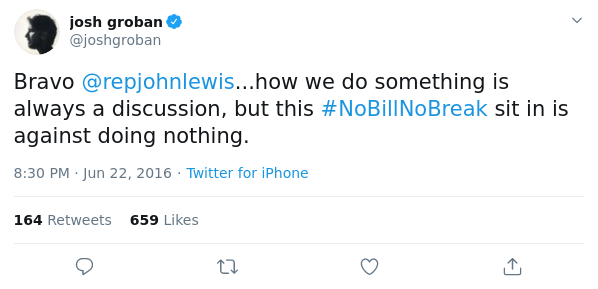 josh groban
@joshgroban
Bravo @repjohnlewis...how we do something is
always a discussion, but this #NoBillNoBreak sit in is
against doing nothing.
8:30 PM · Jun 22, 2016 · Twitter for iPhone
164 Retweets 659 Likes